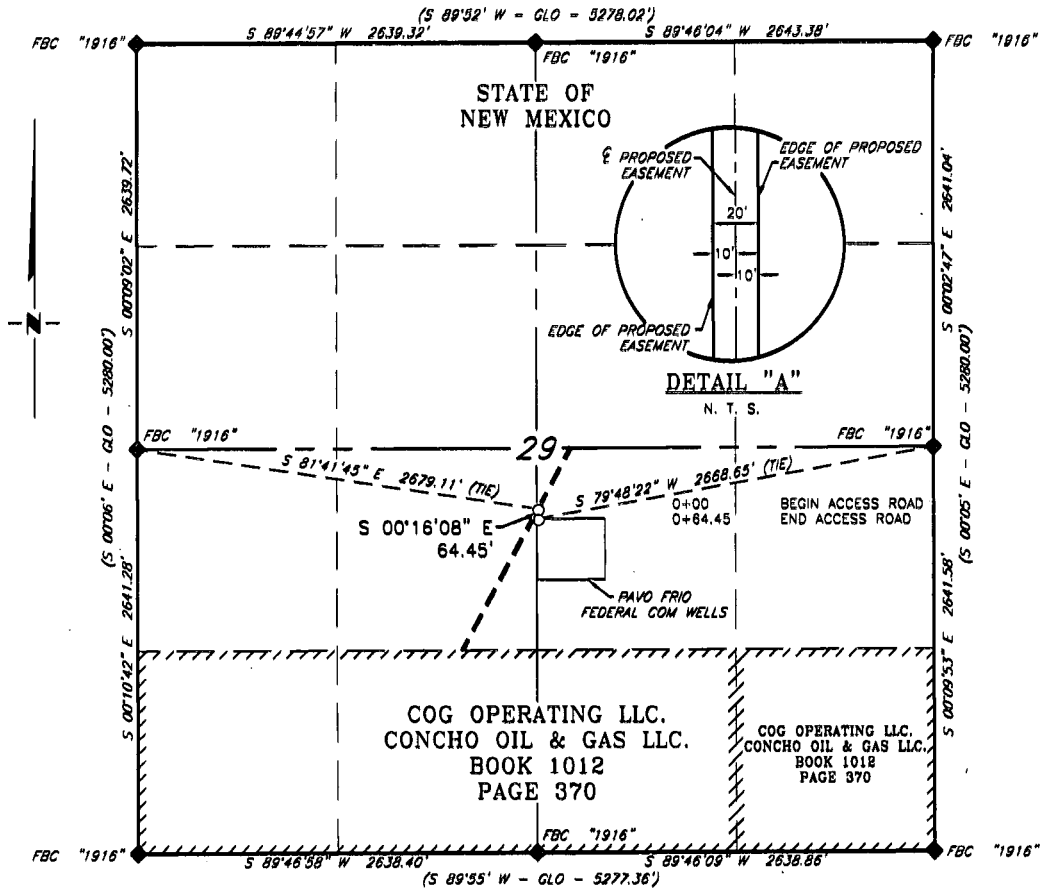 (S 89°52' W - GLO - 5278.02')
S 89°44'57" W 2639.32'
S 89°46'04" W 2643.38'
FBC "1916"
FBC "1916"
FBC "1916"
STATE OF
NEW MEXICO
℄ PROPOSED
EASEMENT
EDGE OF PROPOSED
EASEMENT
20'
10'
10'
EDGE OF PROPOSED
EASEMENT
DETAIL "A"
N. T. S.
S 00°09'02" E 2639.72'
S 00°02'47" E 2641.04'
N
(S 00°06' E - GLO - 5280.00')
(S 00°05' E - GLO - 5280.00')
FBC "1916"
29
FBC "1916"
S 81°41'45" E 2679.11' (TIE)
S 79°48'22" W 2668.65' (TIE)
0+00 BEGIN ACCESS ROAD
0+64.45 END ACCESS ROAD
S 00°16'08" E
64.45'
PAVO FRIO
FEDERAL COM WELLS
S 00°10'42" E 2641.28'
S 00°09'53" E 2641.58'
COG OPERATING LLC.
CONCHO OIL & GAS LLC.
BOOK 1012
PAGE 370
COG OPERATING LLC.
CONCHO OIL & GAS LLC.
BOOK 1012
PAGE 370
FBC "1916"
FBC "1916"
FBC "1916"
S 89°46'58" W 2638.40'
S 89°46'09" W 2638.86'
(S 89°55' W - GLO - 5277.36')